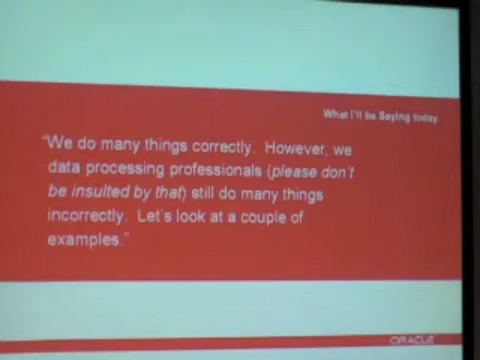 What I'll be Saying today
"We do many things correctly. However, we
data processing professionals (please don't
be insulted by that) still do many things
incorrectly. Let's look at a couple of
examples."
ORACLE